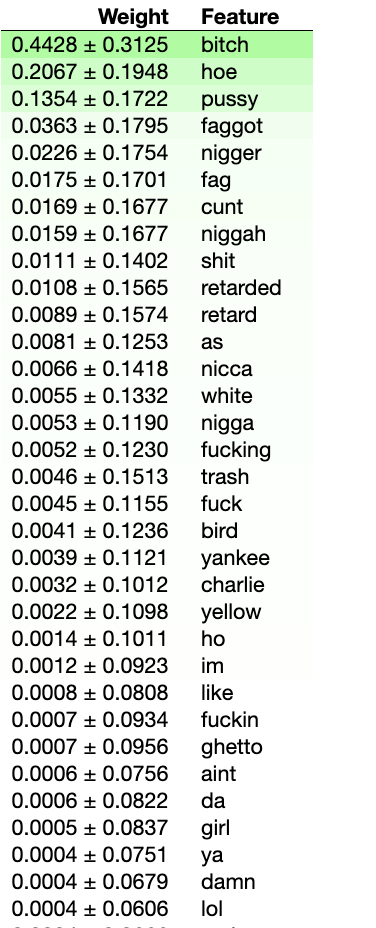 Weight Feature
0.4428 ± 0.3125 bitch
0.2067 ± 0.1948 hoe
0.1354 ± 0.1722 pussy
0.0363 ± 0.1795 faggot
0.0226 ± 0.1754 nigger
0.0175 ± 0.1701 fag
0.0169 ± 0.1677 cunt
0.0159 ± 0.1677 niggah
0.0111 ± 0.1402 shit
0.0108 ± 0.1565 retarded
0.0089 ± 0.1574 retard
0.0081 ± 0.1253 as
0.0066 ± 0.1418 nicca
0.0055 ± 0.1332 white
0.0053 ± 0.1190 nigga
0.0052 ± 0.1230 fucking
0.0046 ± 0.1513 trash
0.0045 ± 0.1155 fuck
0.0041 ± 0.1236 bird
0.0039 ± 0.1121 yankee
0.0032 ± 0.1012 charlie
0.0022 ± 0.1098 yellow
0.0014 ± 0.1011 ho
0.0012 ± 0.0923 im
0.0008 ± 0.0808 like
0.0007 ± 0.0934 fuckin
0.0007 ± 0.0956 ghetto
0.0006 ± 0.0756 aint
0.0006 ± 0.0822 da
0.0005 ± 0.0837 girl
0.0004 ± 0.0751 ya
0.0004 ± 0.0679 damn
0.0004 ± 0.0606 lol